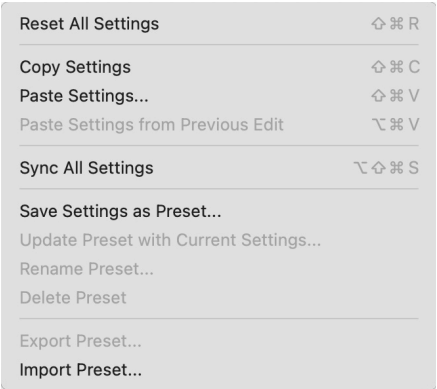 Reset All Settings ⇧⌘R
Copy Settings ⇧⌘C
Paste Settings... ⇧⌘V
Paste Settings from Previous Edit ⌥⌘V
Sync All Settings ⌥⇧⌘S
Save Settings as Preset...
Update Preset with Current Settings...
Rename Preset...
Delete Preset
Export Preset...
Import Preset...